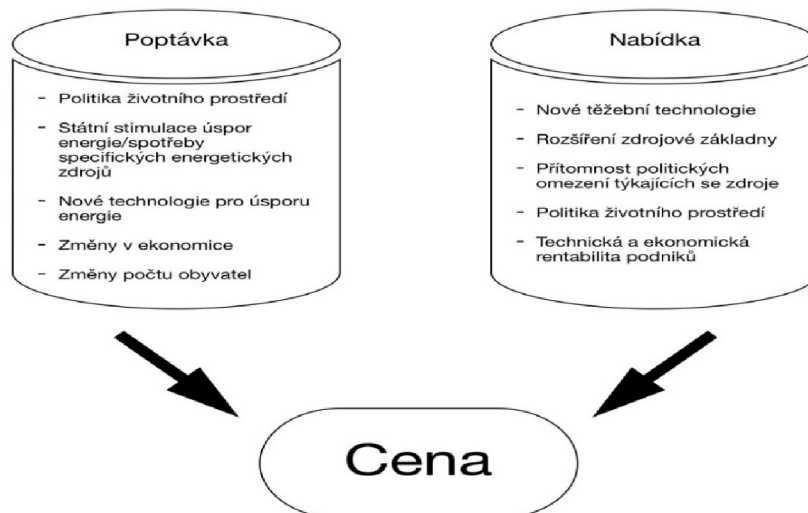 Poptávka
- Politika životního prostředí
- Státní stimulace úspor
energie/spotřeby
specifických energetických
zdrojů
- Nové technologie pro úsporu
energie
- Změny v ekonomice
- Změny počtu obyvatel
Nabídka
- Nové těžební technologie
- Rozšíření zdrojové základny
- Přítomnost politických
omezení týkajících se zdroje
- Politika životního prostředí
- Technická a ekonomická
rentabilita podniků
Cena